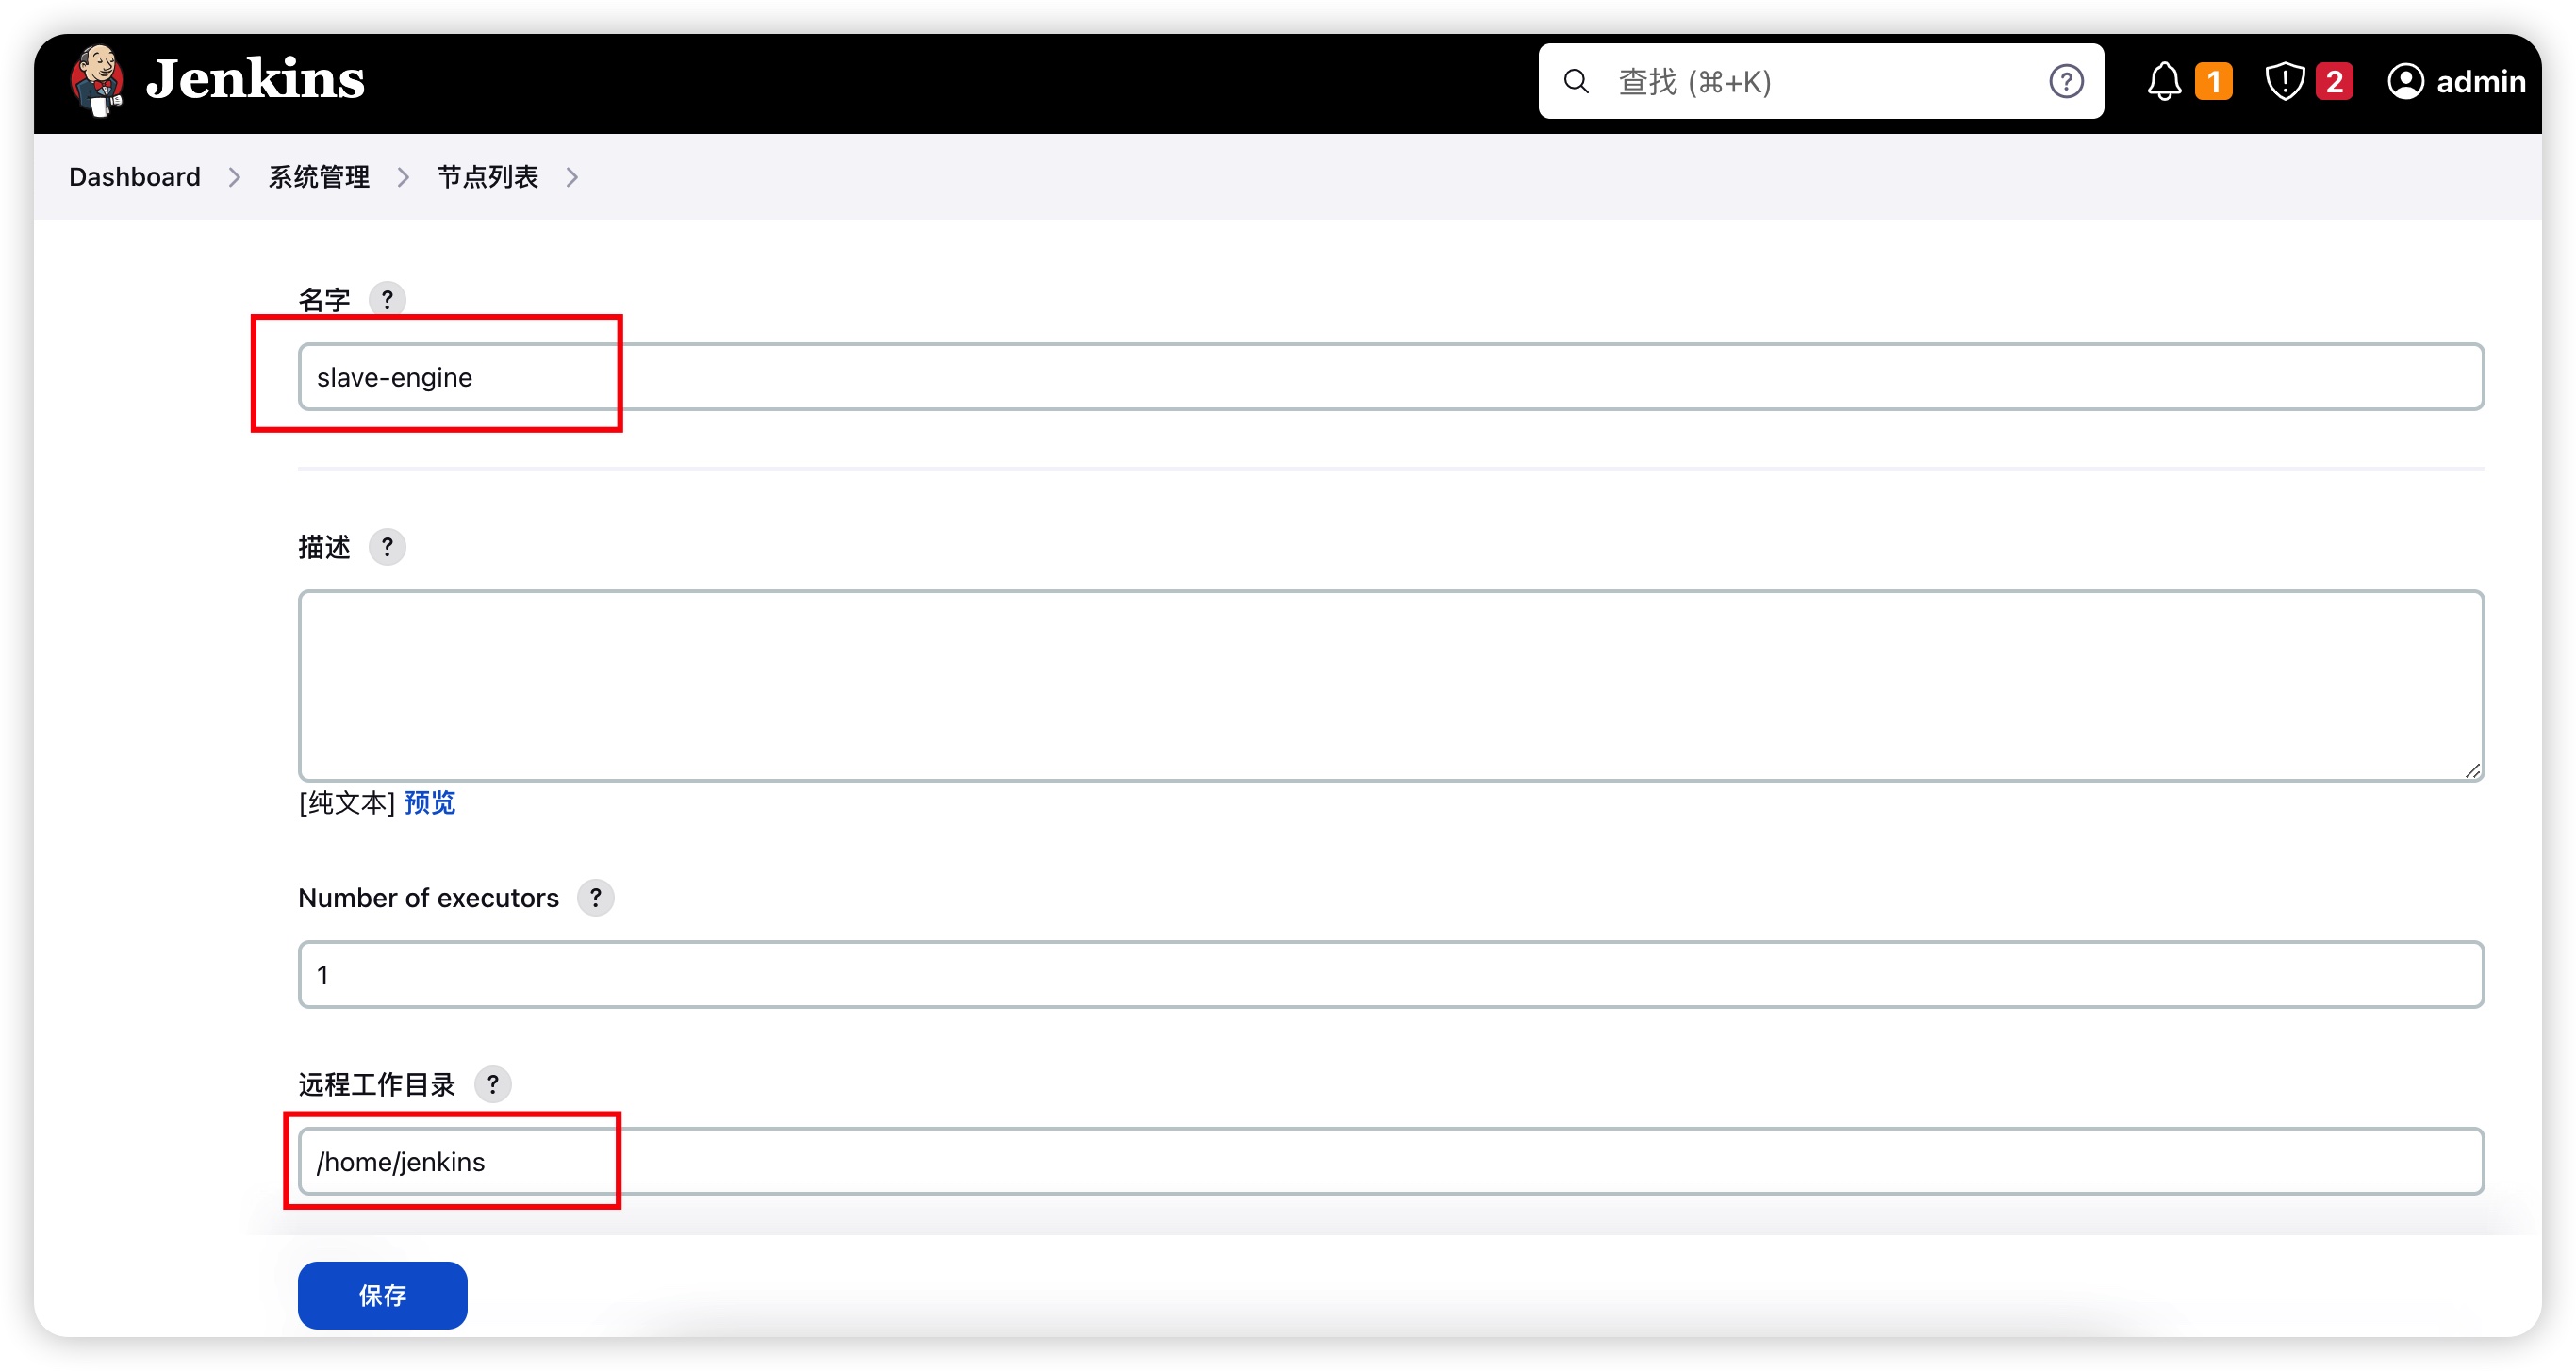 Jenkins
查找 (⌘+K)
?
1
2
admin
Dashboard > 系统管理 > 节点列表 >
名字 ?
slave-engine
描述 ?
[纯文本] 预览
Number of executors ?
1
远程工作目录 ?
/home/jenkins
保存